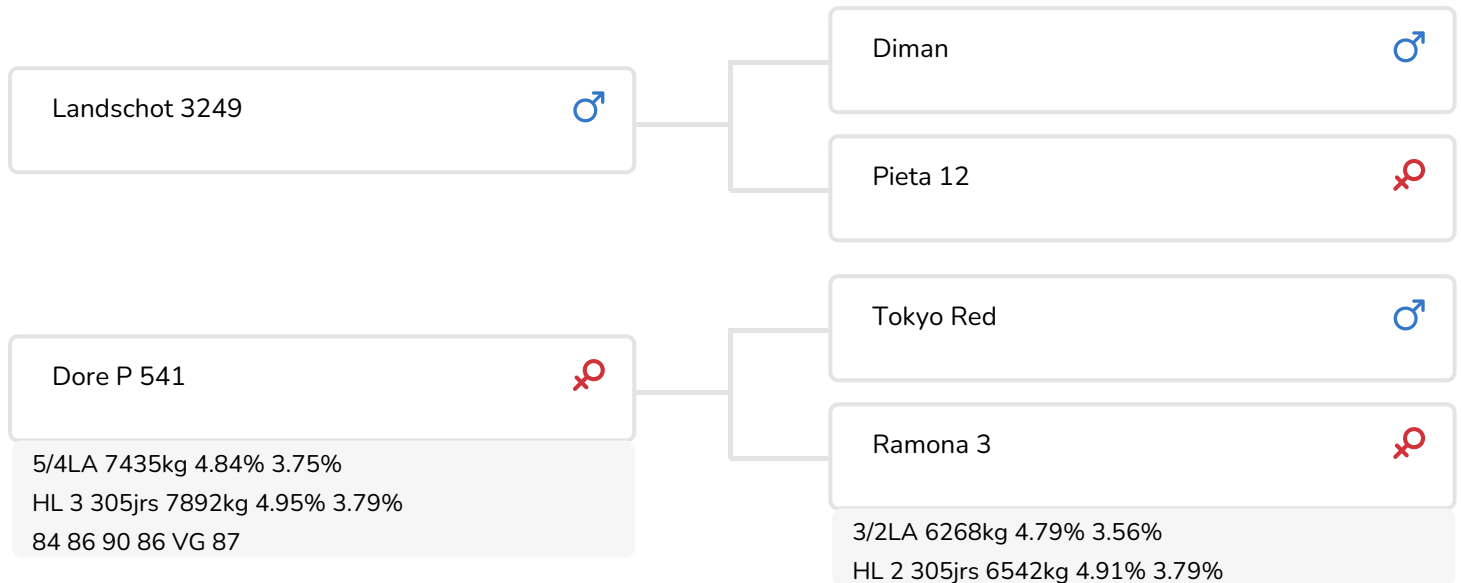 Landschot 3249
Diman
Pieta 12
Dore P 541
5/4LA 7435kg 4.84% 3.75%
HL 3 305jrs 7892kg 4.95% 3.79%
84 86 90 86 VG 87
Tokyo Red
Ramona 3
3/2LA 6268kg 4.79% 3.56%
HL 2 305jrs 6542kg 4.91% 3.79%